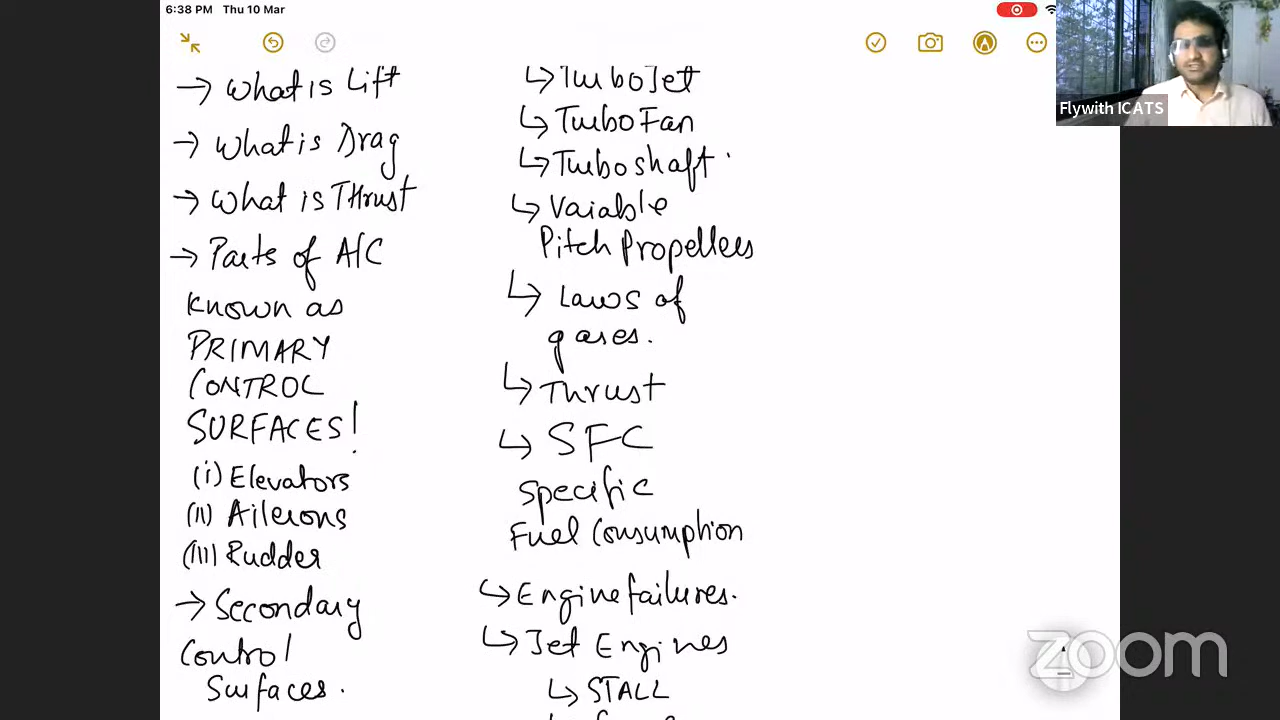 6:38 PM Thu 10 Mar
Flywith ICATS
→ What is Lift
→ What is Drag
→ What is THrust
→ Parts of A/C
known as
PRIMARY
CONTROL
SURFACES!
(i) Elevators
(ii) Ailerons
(iii) Rudder
→ Secondary
Control
Surfaces.
↳ TurboJet
↳ TurboFan
↳ Turboshaft
↳ Vaiable
Pitch Propellers
↳ Laws of
gases.
↳ Thrust
↳ SFC
Specific
Fuel Consumption
↳ Engine failures.
↳ Jet Engines
↳ STALL
zoom